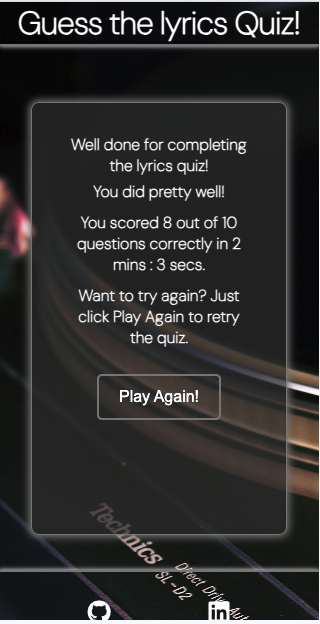 Guess the lyrics Quiz!
Well done for completing
the lyrics quiz!
You did pretty well!
You scored 8 out of 10
questions correctly in 2
mins : 3 secs.
Want to try again? Just
click Play Again to retry
the quiz.
Play Again!
Technics
SL-D2
Direct Drive Aut
in